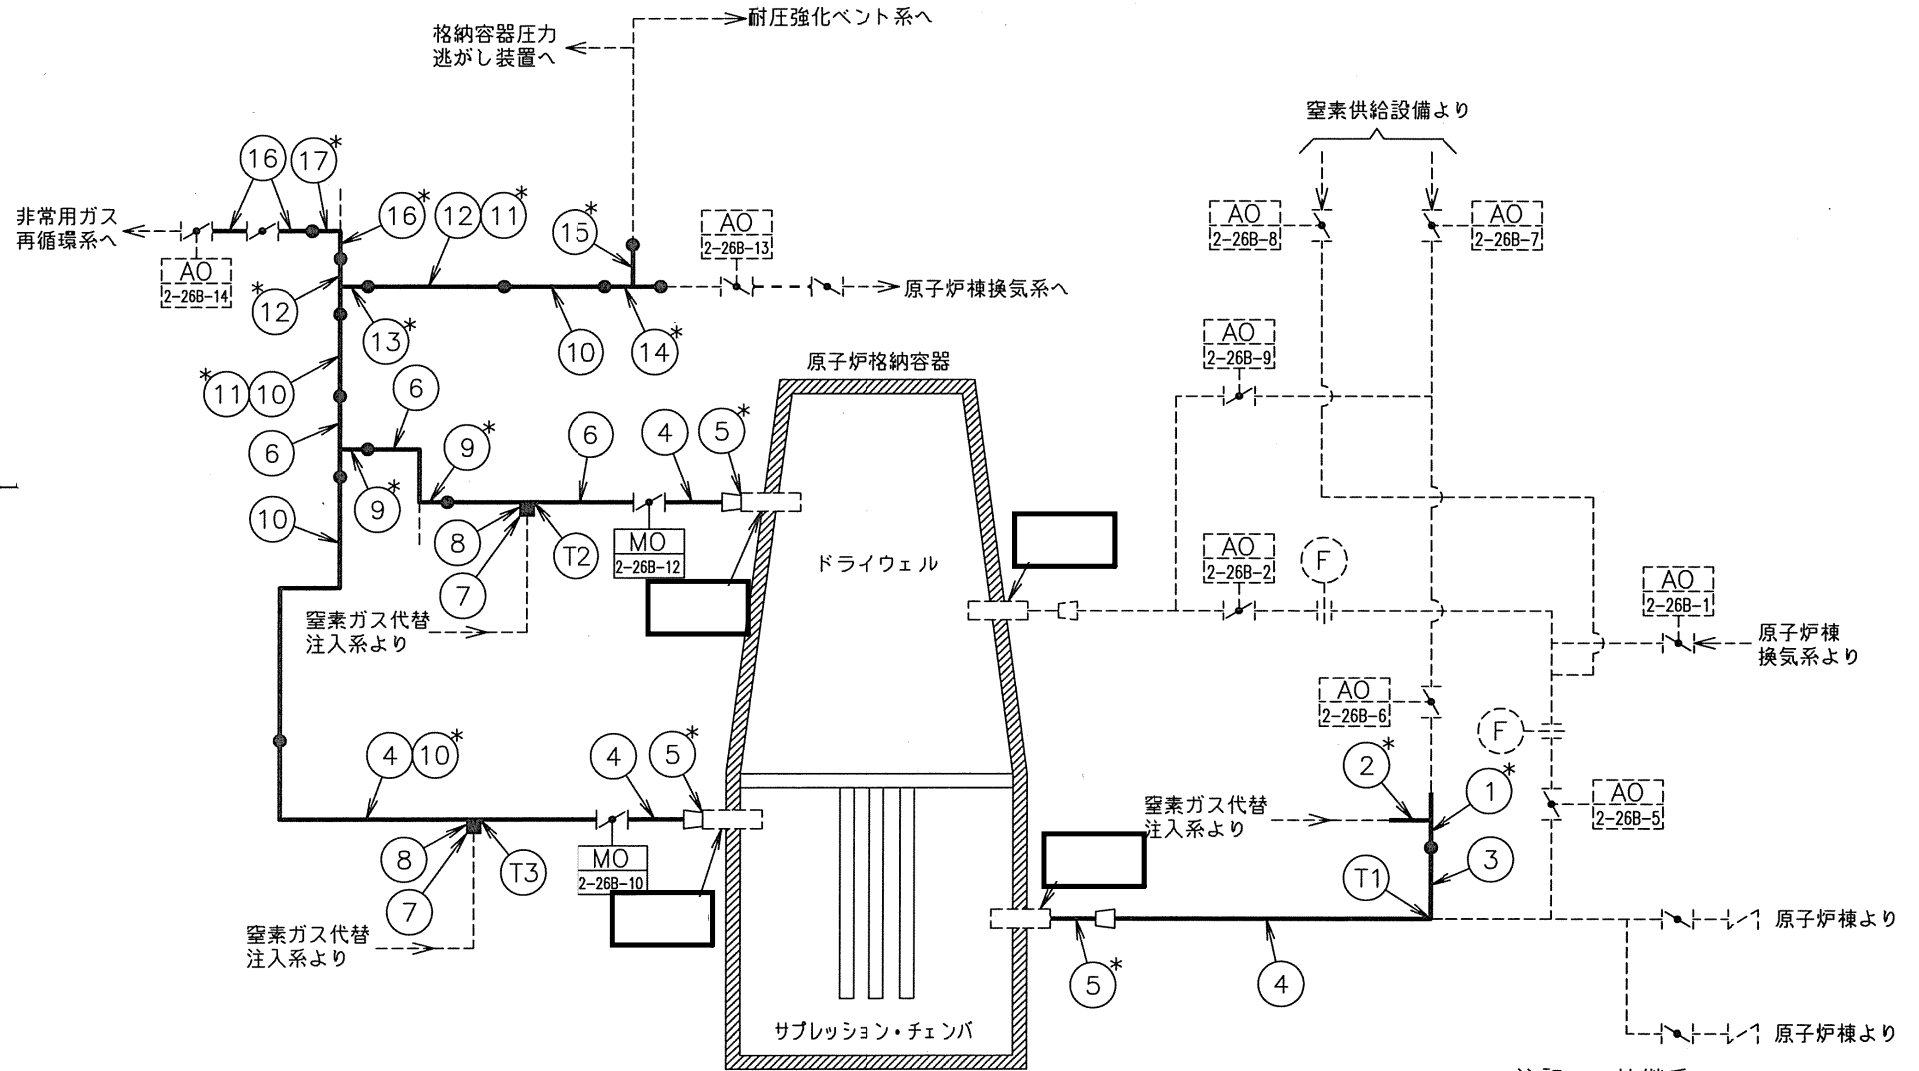 耐圧強化ベント系へ
格納容器圧力
逃がし装置へ
窒素供給設備より
16 17*
非常用ガス
再循環系へ
AO
2-26B-14
16*
12 11*
15*
AO
2-26B-13
原子炉棟換気系へ
AO
2-26B-8
AO
2-26B-7
*12
13*
10
14*
AO
2-26B-9
原子炉格納容器
*11 10
6
6
9*
6
4
5*
9*
10
8
7
T2
MO
2-26B-12
ドライウェル
AO
2-26B-2
F
AO
2-26B-1
窒素ガス代替
注入系より
原子炉棟
換気系より
AO
2-26B-6
F
4 10*
4
5*
2*
1*
AO
2-26B-5
窒素ガス代替
注入系より
8
7
T3
MO
2-26B-10
T1
3
窒素ガス代替
注入系より
原子炉棟より
5*
4
サプレッション・チェンバ
原子炉棟より